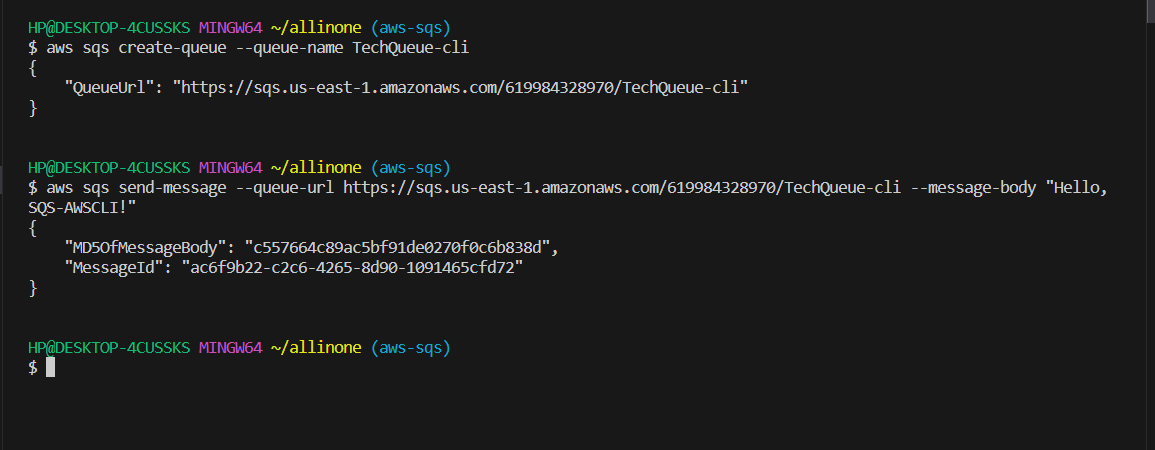 HP@DESKTOP-4CUSSKS MINGW64 ~/allinone (aws-sqs)
$ aws sqs create-queue --queue-name TechQueue-cli
{
    "QueueUrl": "https://sqs.us-east-1.amazonaws.com/619984328970/TechQueue-cli"
}
HP@DESKTOP-4CUSSKS MINGW64 ~/allinone (aws-sqs)
$ aws sqs send-message --queue-url https://sqs.us-east-1.amazonaws.com/619984328970/TechQueue-cli --message-body "Hello,
SQS-AWSCLI!"
{
    "MD5OfMessageBody": "c557664c89ac5bf91de0270f0c6b838d",
    "MessageId": "ac6f9b22-c2c6-4265-8d90-1091465cfd72"
}
HP@DESKTOP-4CUSSKS MINGW64 ~/allinone (aws-sqs)
$